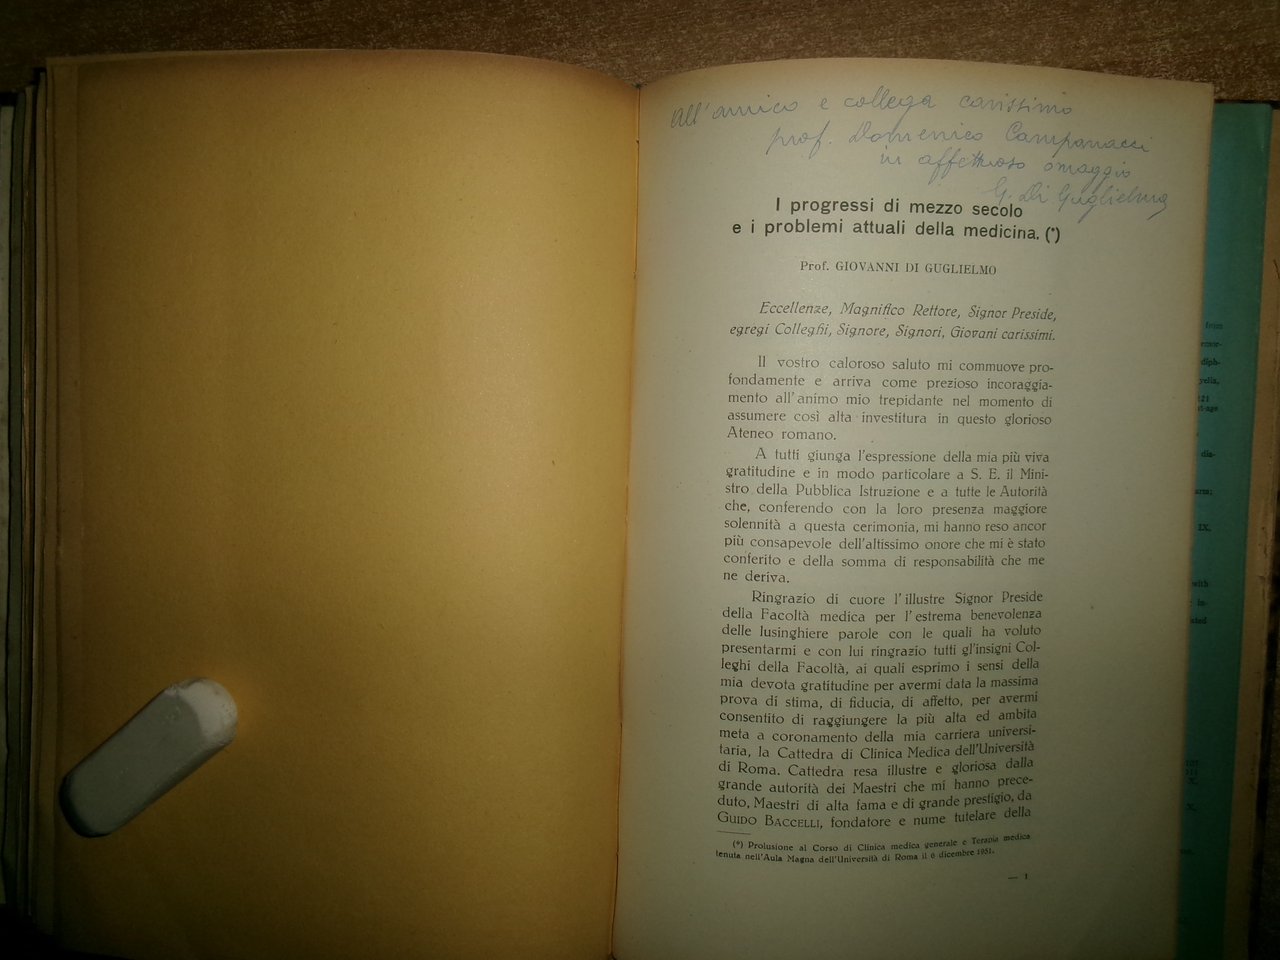 all'amico e collega carissimo
prof. Domenico Campanacci
in affettuoso omaggio
G. Di Guglielmo
I progressi di mezzo secolo
e i problemi attuali della medicina. (*)
Prof. GIOVANNI DI GUGLIELMO
Eccellenze, Magnifico Rettore, Signor Preside,
egregi Colleghi, Signore, Signori, Giovani carissimi.
Il vostro caloroso saluto mi commuove pro-
fondamente e arriva come prezioso incoraggia-
mento all'animo mio trepidante nel momento di
assumere così alta investitura in questo glorioso
Ateneo romano.
A tutti giunga l'espressione della mia più viva
gratitudine e in modo particolare a S. E. il Mini-
stro della Pubblica Istruzione e a tutte le Autorità
che, conferendo con la loro presenza maggiore
solennità a questa cerimonia, mi hanno reso ancor
più consapevole dell'altissimo onore che mi è stato
conferito e della somma di responsabilità che me
ne deriva.
Ringrazio di cuore l'illustre Signor Preside
della Facoltà medica per l'estrema benevolenza
delle lusinghiere parole con le quali ha voluto
presentarmi e con lui ringrazio tutti gl'insigni Col-
leghi della Facoltà, ai quali esprimo i sensi della
mia devota gratitudine per avermi data la massima
prova di stima, di fiducia, di affetto, per avermi
consentito di raggiungere la più alta ed ambita
meta a coronamento della mia carriera universi-
taria, la Cattedra di Clinica Medica dell'Università
di Roma. Cattedra resa illustre e gloriosa dalla
grande autorità dei Maestri che mi hanno prece-
duto, Maestri di alta fama e di grande prestigio, da
GUIDO BACCELLI, fondatore e nume tutelare della
(*) Prolusione al Corso di Clinica medica generale e Terapia medica
tenuta nell'Aula Magna dell'Università di Roma il 6 dicembre 1951.
— 1
from
diph-
121
dia-
IX,
with
in-
X,
X,